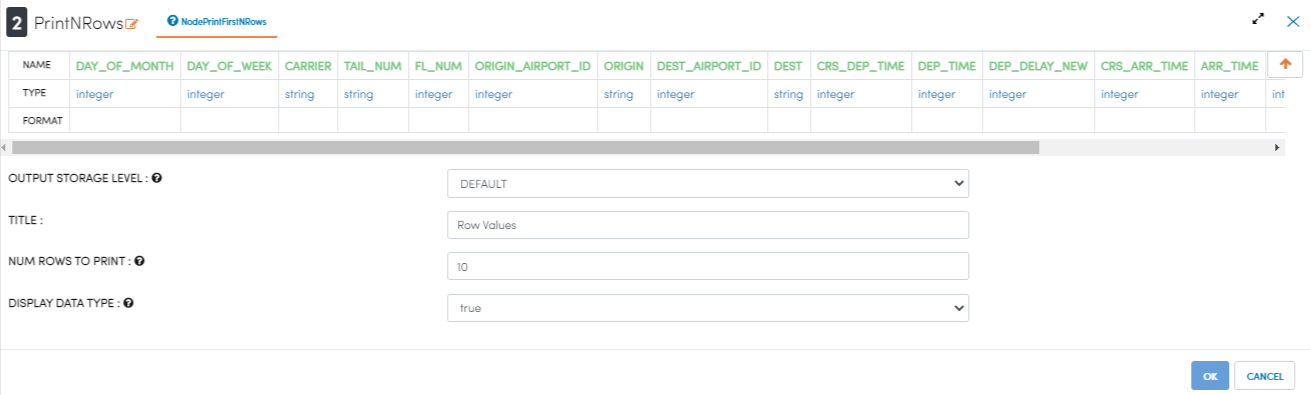 2 PrintNRows NodePrintFirstNRows
NAME DAY_OF_MONTH DAY_OF_WEEK CARRIER TAIL_NUM FL_NUM ORIGIN_AIRPORT_ID ORIGIN DEST_AIRPORT_ID DEST CRS_DEP_TIME DEP_TIME DEP_DELAY_NEW CRS_ARR_TIME ARR_TIME
TYPE integer integer string string integer integer string integer string integer integer integer integer integer int
FORMAT
OUTPUT STORAGE LEVEL : DEFAULT
TITLE : Row Values
NUM ROWS TO PRINT : 10
DISPLAY DATA TYPE : true
OK CANCEL